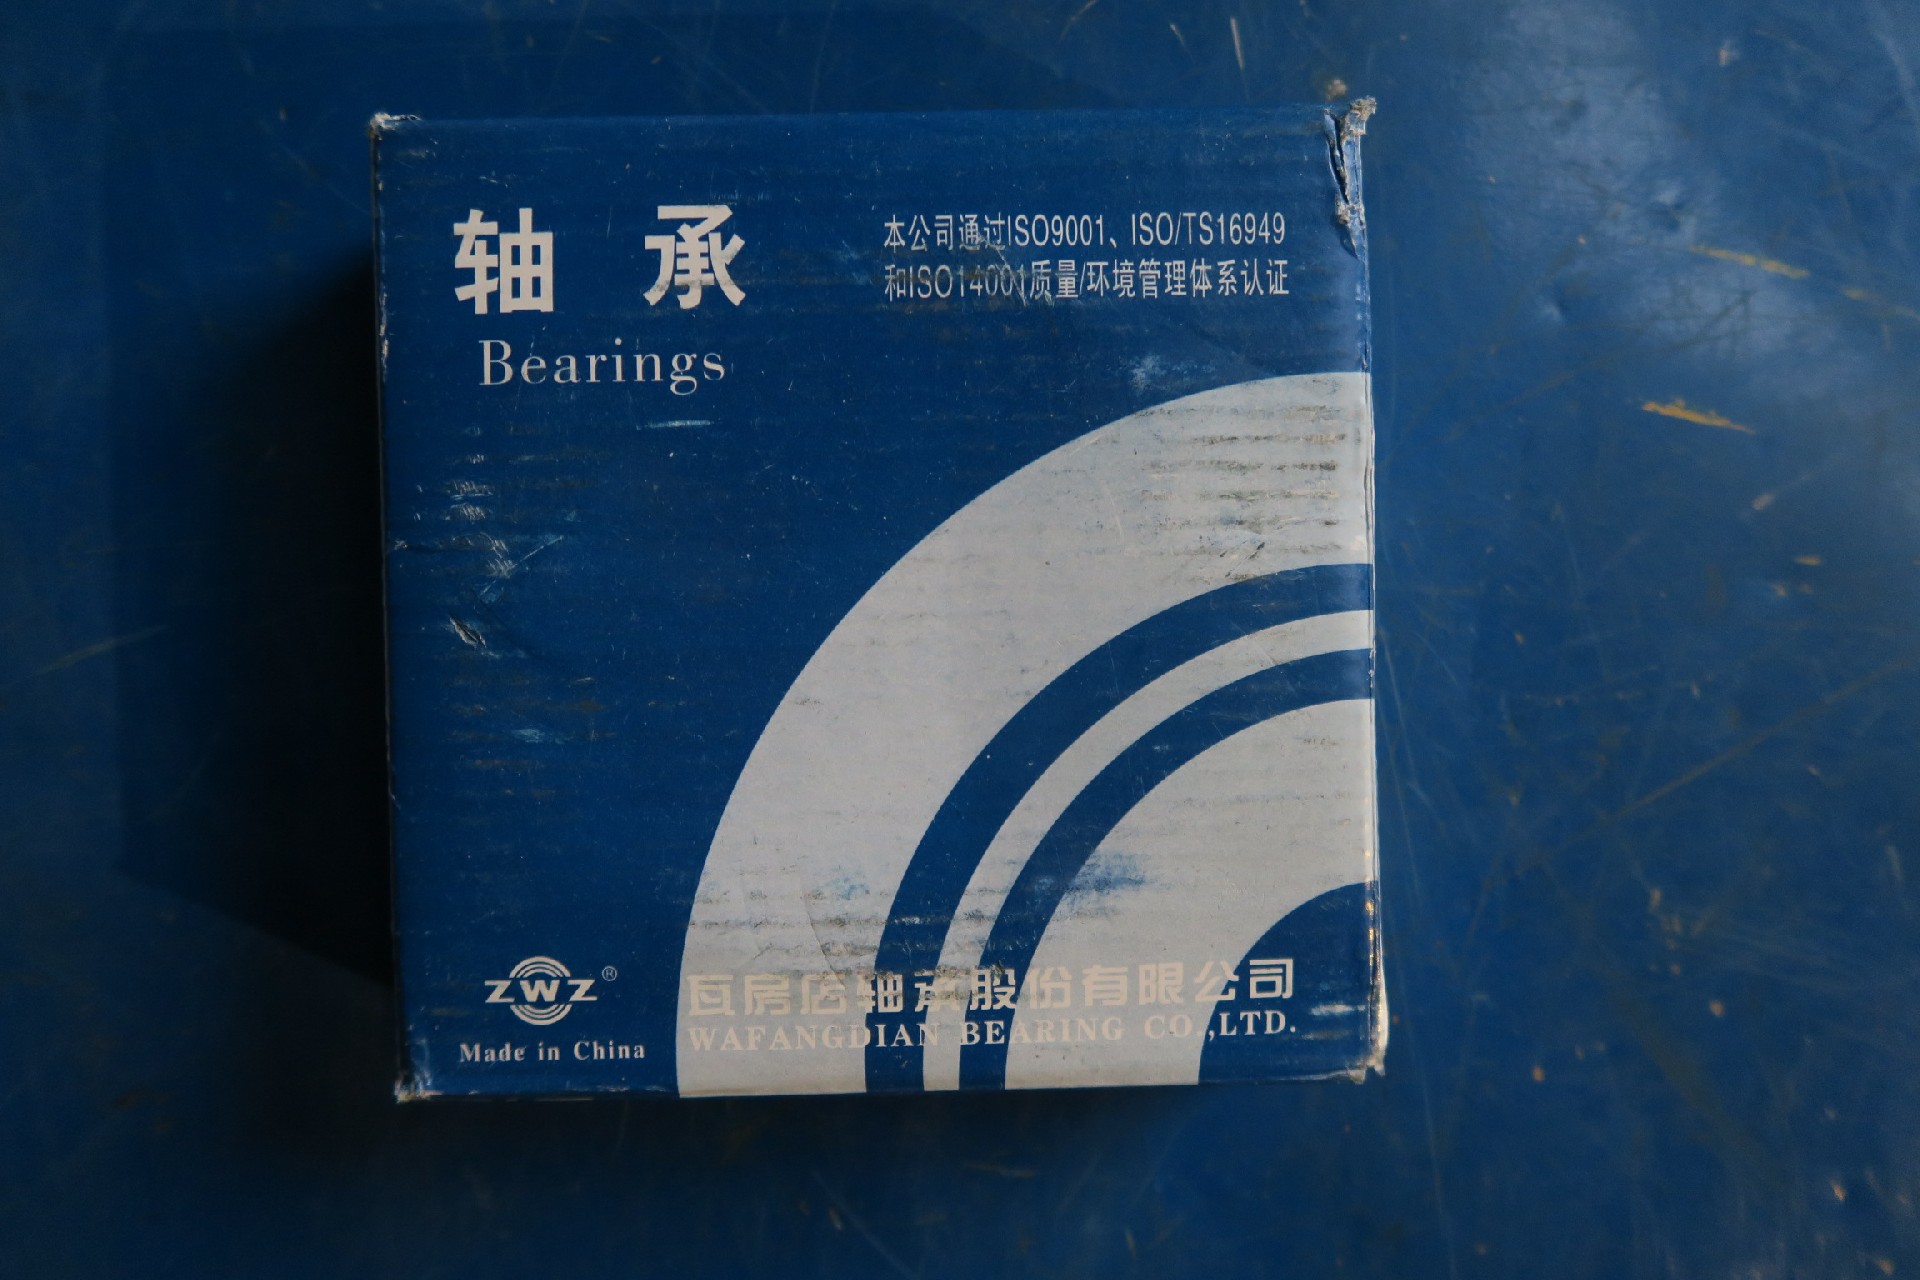 轴 承
Bearings
本公司通过ISO9001、ISO/TS16949
和ISO14001质量/环境管理体系认证
ZWZ®
Made in China
瓦房店轴承股份有限公司
WAFANGDIAN BEARING CO.,LTD.